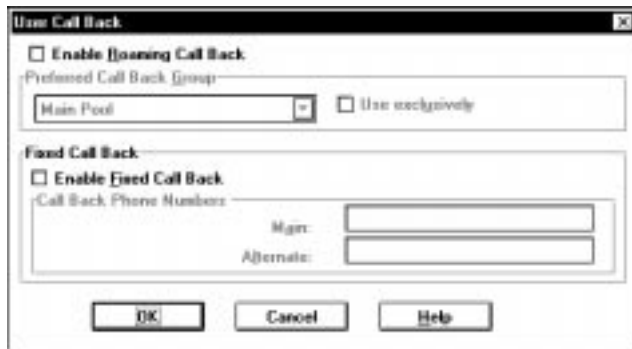 User Call Back
Enable Roaming Call Back
Preferred Call Back Group
Main Pool
Use exclusively
Fixed Call Back
Enable Fixed Call Back
Call Back Phone Numbers
Main:
Alternate:
OK Cancel Help